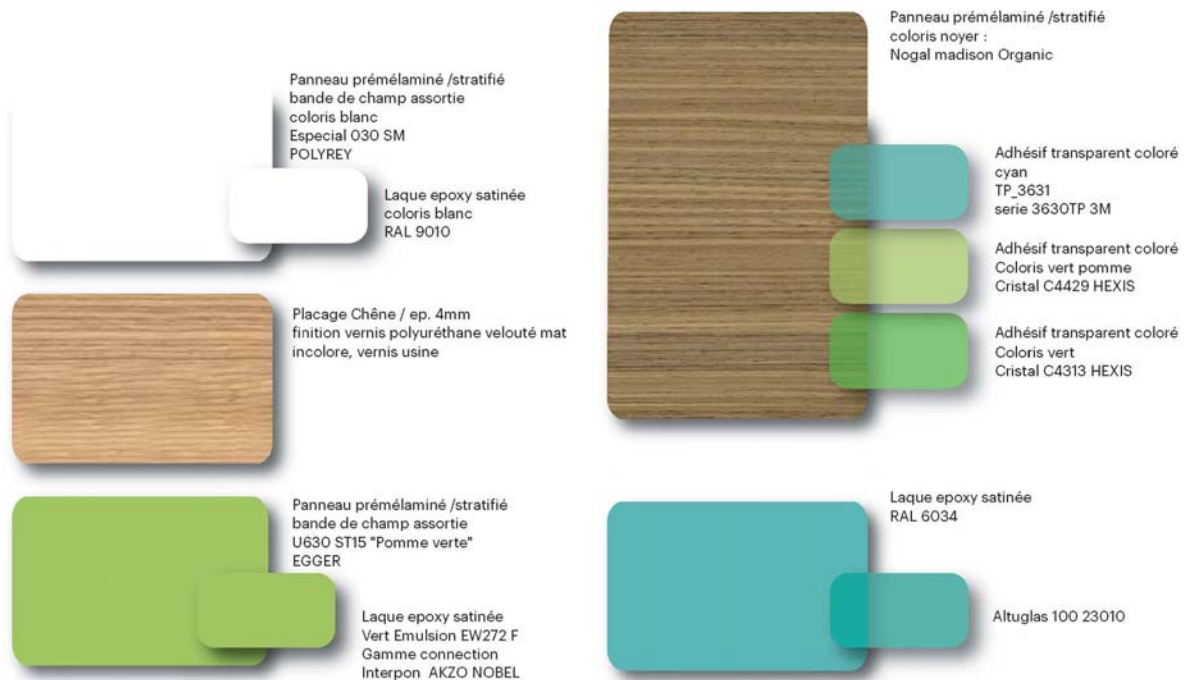 Panneau prémélaminé /stratifié
bande de champ assortie
coloris blanc
Especial 030 SM
POLYREY
Laque epoxy satinée
coloris blanc
RAL 9010
Placage Chêne / ep. 4mm
finition vernis polyuréthane velouté mat
incolore, vernis usine
Panneau prémélaminé /stratifié
bande de champ assortie
U630 ST15 "Pomme verte"
EGGER
Laque epoxy satinée
Vert Emulsion EW272 F
Gamme connection
Interpon AKZO NOBEL
Panneau prémélaminé /stratifié
coloris noyer :
Nogal madison Organic
Adhésif transparent coloré
cyan
TP_3631
serie 3630TP 3M
Adhésif transparent coloré
Coloris vert pomme
Cristal C4429 HEXIS
Adhésif transparent coloré
Coloris vert
Cristal C4313 HEXIS
Laque epoxy satinée
RAL 6034
Altuglas 100 23010